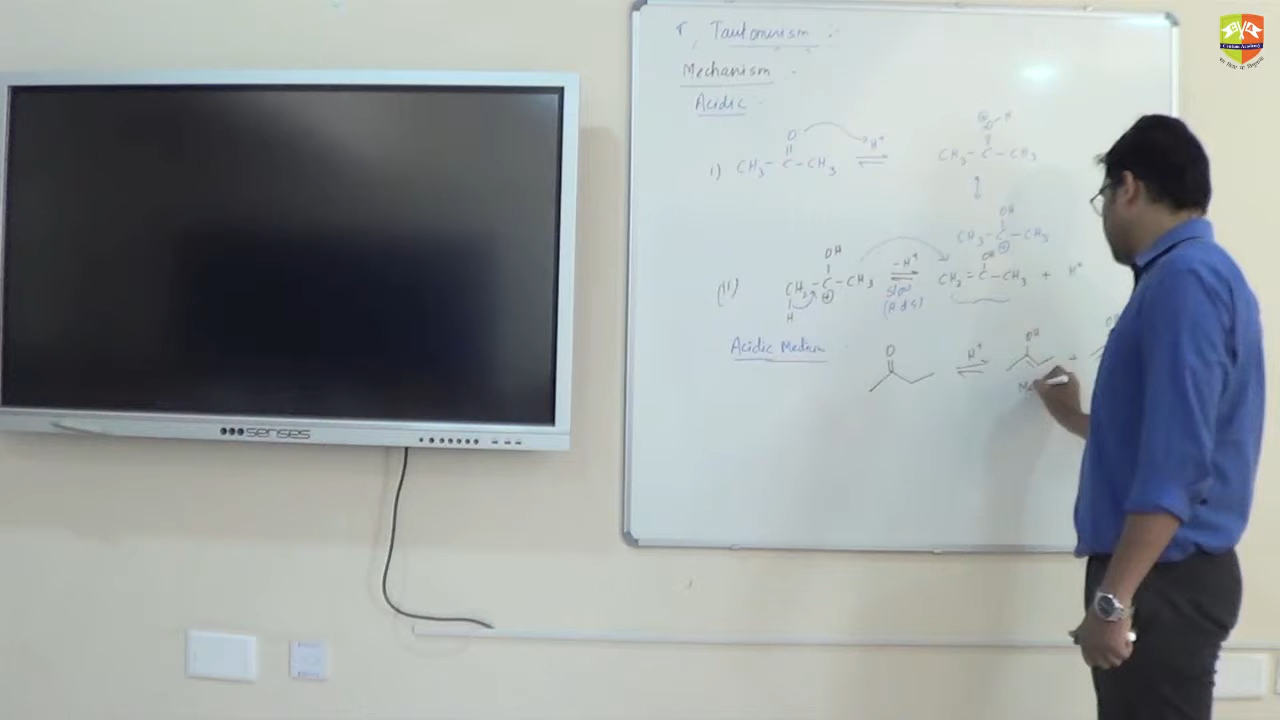 Tautomerism :-
Mechanism -
Acidic -
i) CH3 - C - CH3 ⇌ CH3 - C - CH3
O H+ ⊕ O H
OH
CH3 - C - CH3
⊕
(ii) CH2 - C - CH3 ⇌ CH2 = C - CH3 + H+
OH - H+ OH
H ⊕ slow
(R.d.s)
Acidic Medium :
O H+ OH
senses